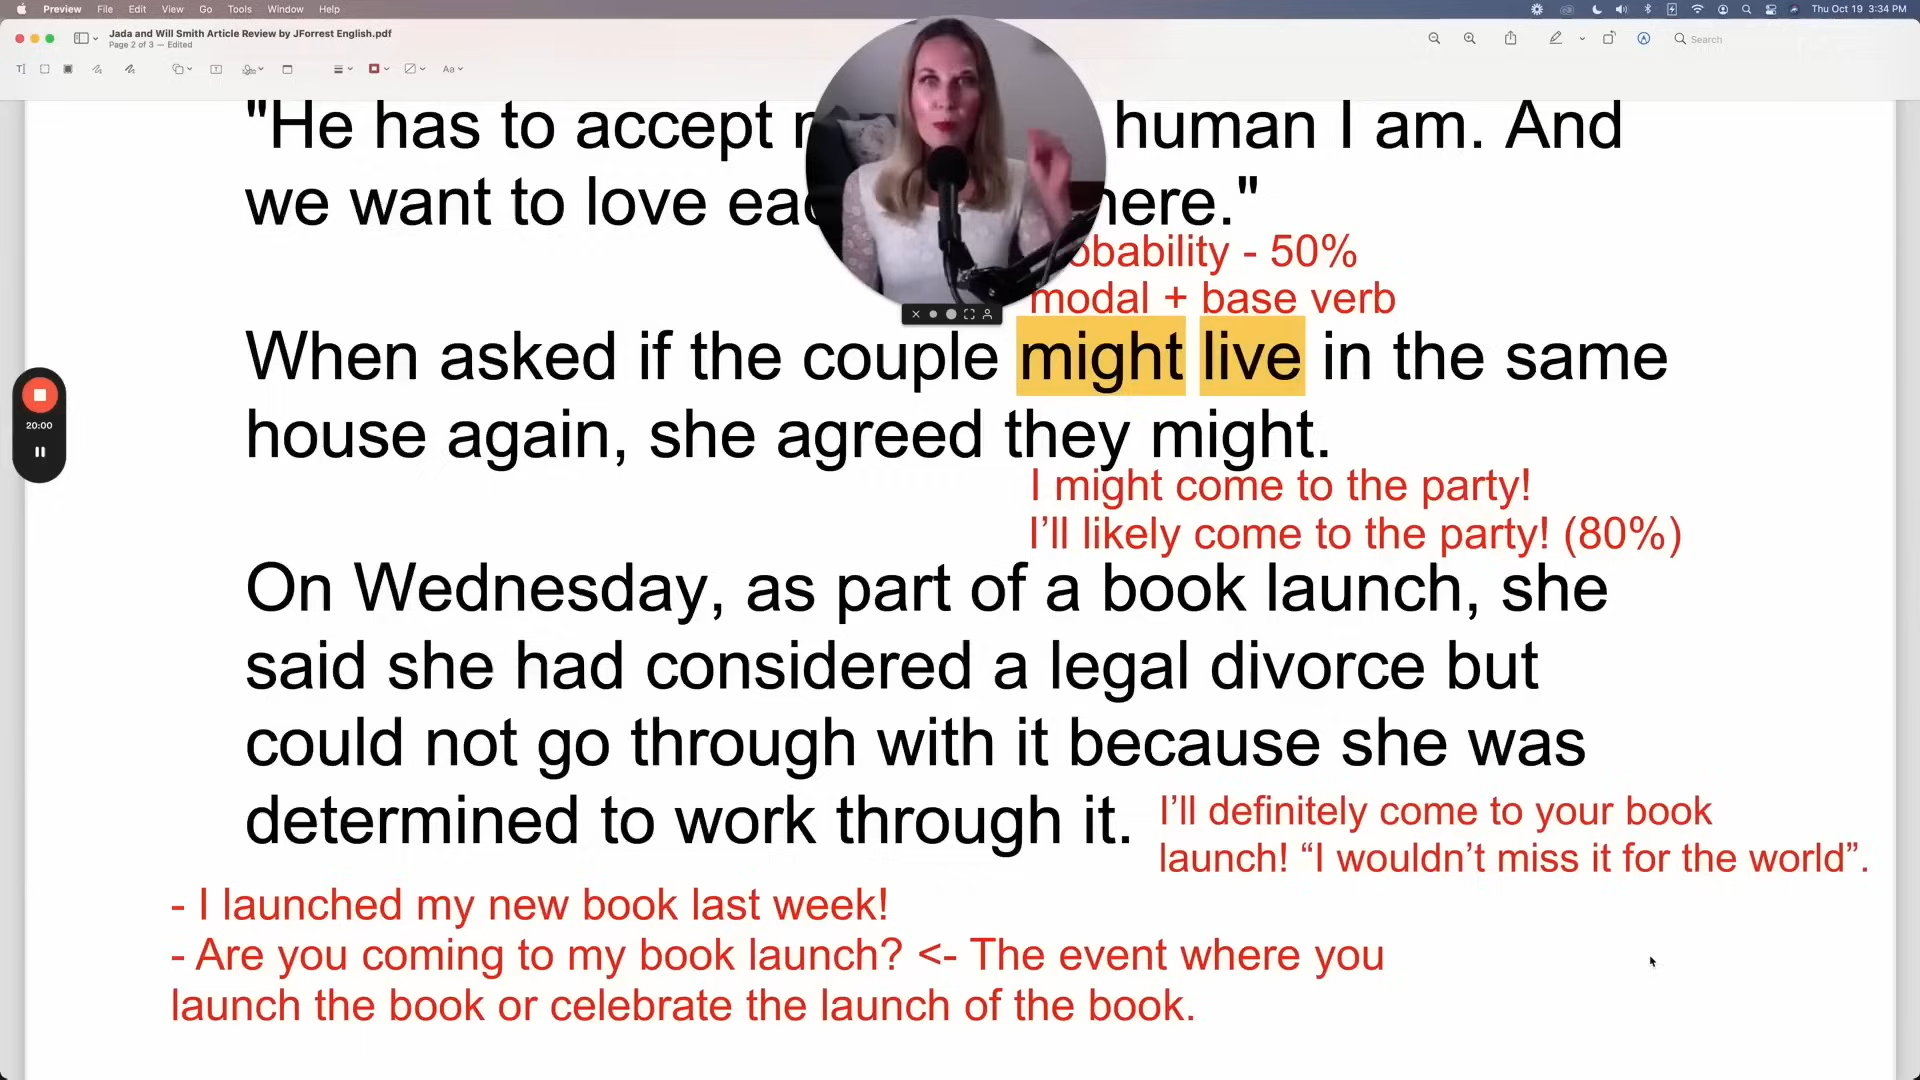 Preview File Edit View Go Tools Window Help
Thu Oct 19 3:34 PM
Jada and Will Smith Article Review by JForrest English.pdf
Page 2 of 3 — Edited
Search
Aa
"He has to accept human I am. And
we want to love here."
obability - 50%
modal + base verb
When asked if the couple might live in the same
house again, she agreed they might.
20:00
I might come to the party!
I'll likely come to the party! (80%)
On Wednesday, as part of a book launch, she
said she had considered a legal divorce but
could not go through with it because she was
determined to work through it.
I'll definitely come to your book
launch! “I wouldn't miss it for the world”.
- I launched my new book last week!
- Are you coming to my book launch? <- The event where you
launch the book or celebrate the launch of the book.